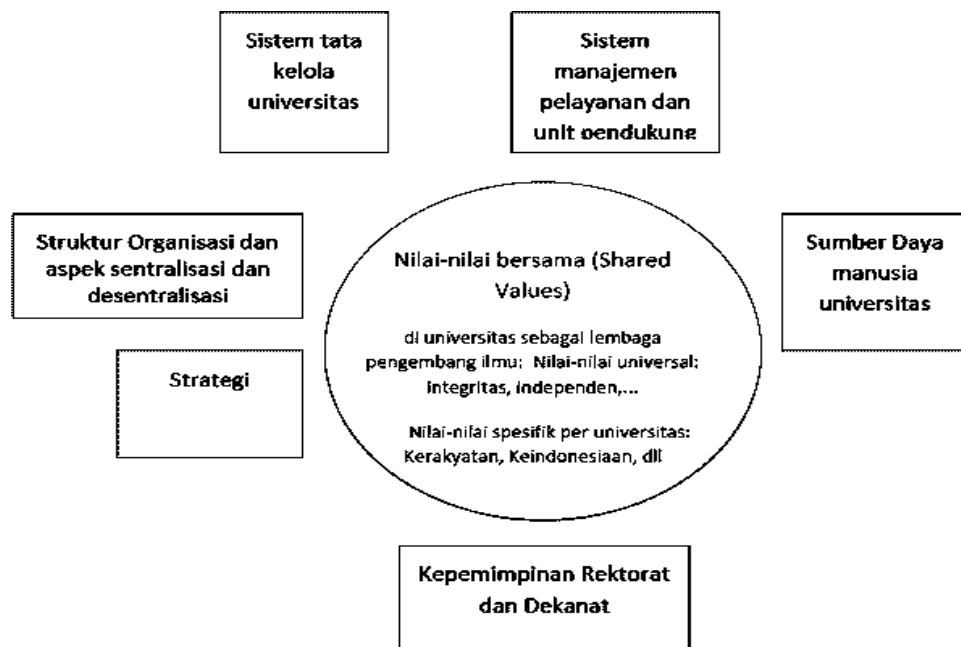 Sistem tata
kelola
universitas
Sistem
manajemen
pelayanan dan
unit pendukung
Struktur Organisasi dan
aspek sentralisasi dan
desentralisasi
Nilai-nilai bersama (Shared
Values)
di universitas sebagai lembaga
pengembang ilmu: Nilai-nilai universal:
integritas, independen,...
Nilai-nilai spesifik per universitas:
Kerakyatan, Keindonesiaan, dll
Sumber Daya
manusia
universitas
Strategi
Kepemimpinan Rektorat
dan Dekanat